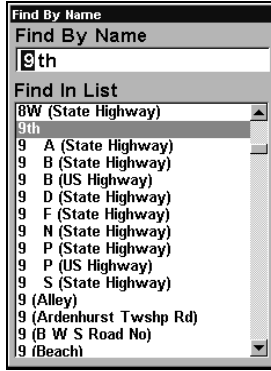 Find By Name
Find By Name
9th
Find In List
8W (State Highway)
9th
9 A (State Highway)
9 B (State Highway)
9 B (US Highway)
9 D (State Highway)
9 F (State Highway)
9 N (State Highway)
9 P (State Highway)
9 P (US Highway)
9 S (State Highway)
9 (Alley)
9 (Ardenhurst Twshp Rd)
9 (B W S Road No)
9 (Beach)